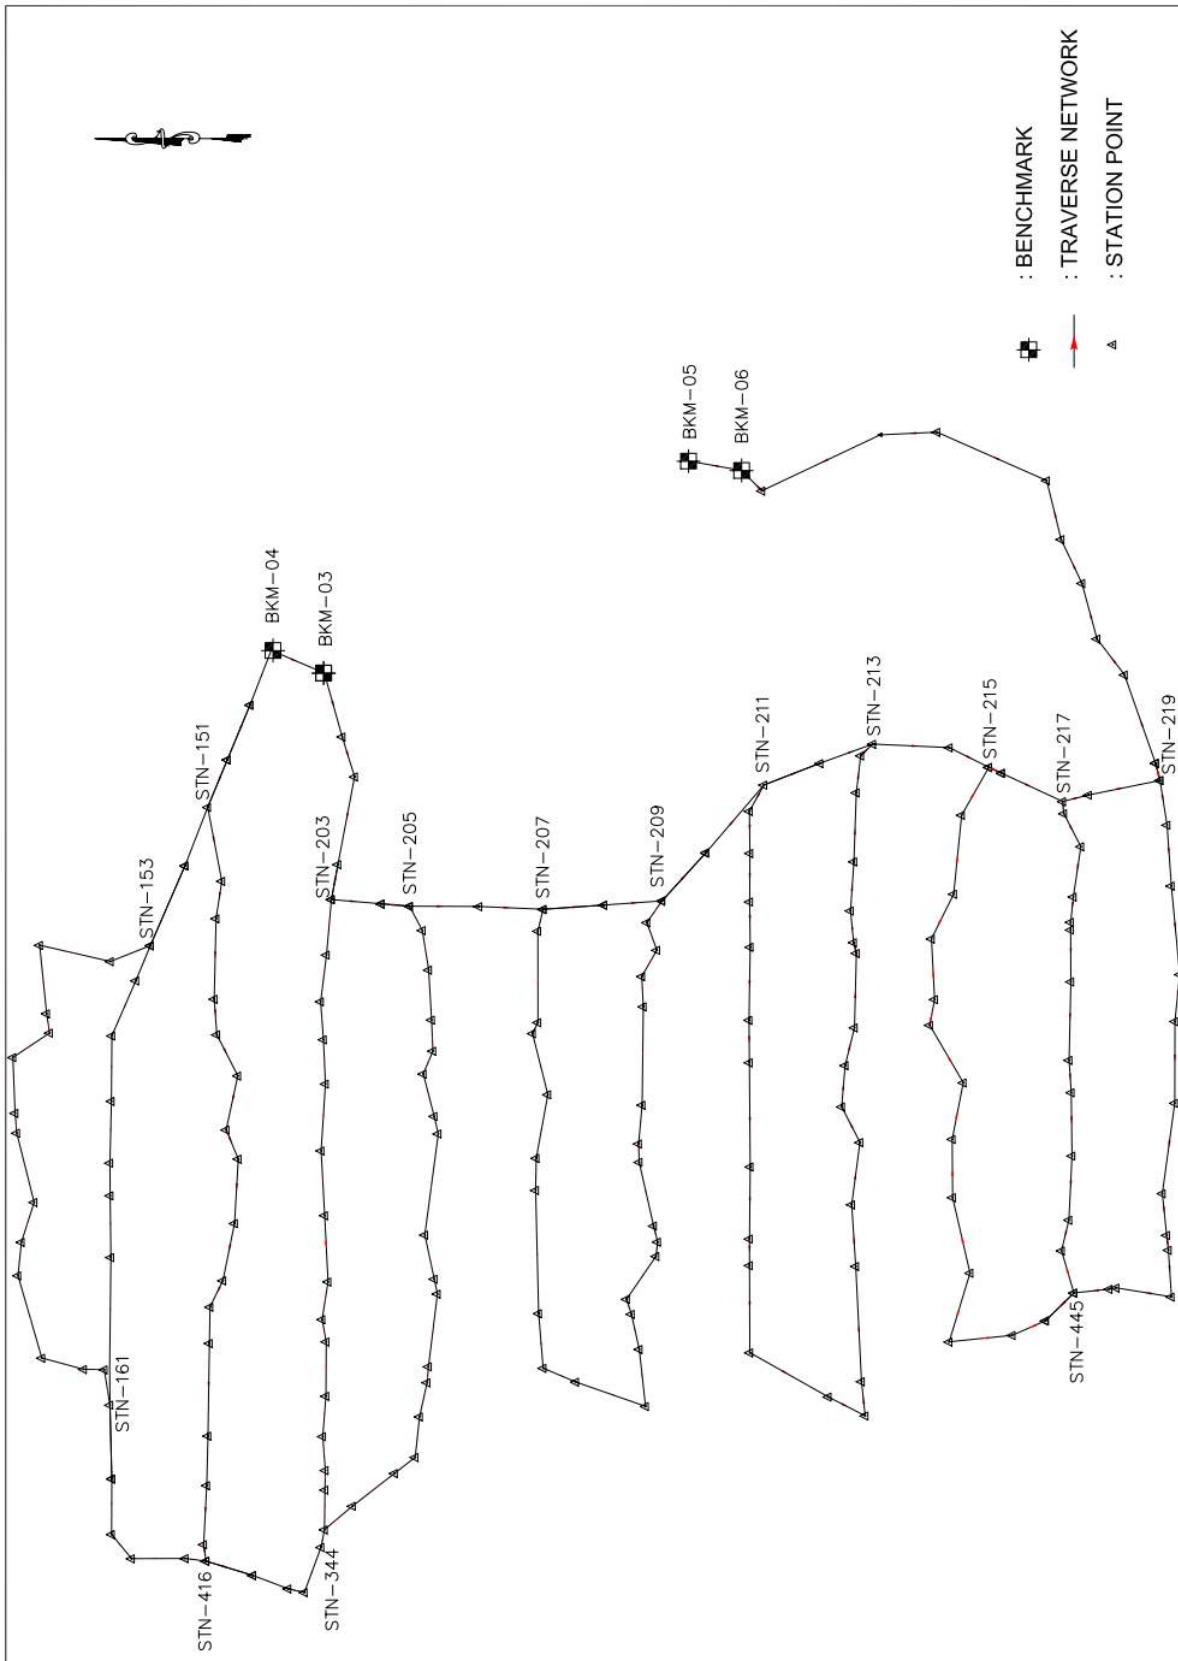 BKM-05
BKM-06
BKM-04
BKM-03
STN-151
STN-153
STN-161
STN-416
STN-344
STN-203
STN-205
STN-207
STN-209
STN-211
STN-213
STN-215
STN-217
STN-219
STN-445
: BENCHMARK
: TRAVERSE NETWORK
: STATION POINT